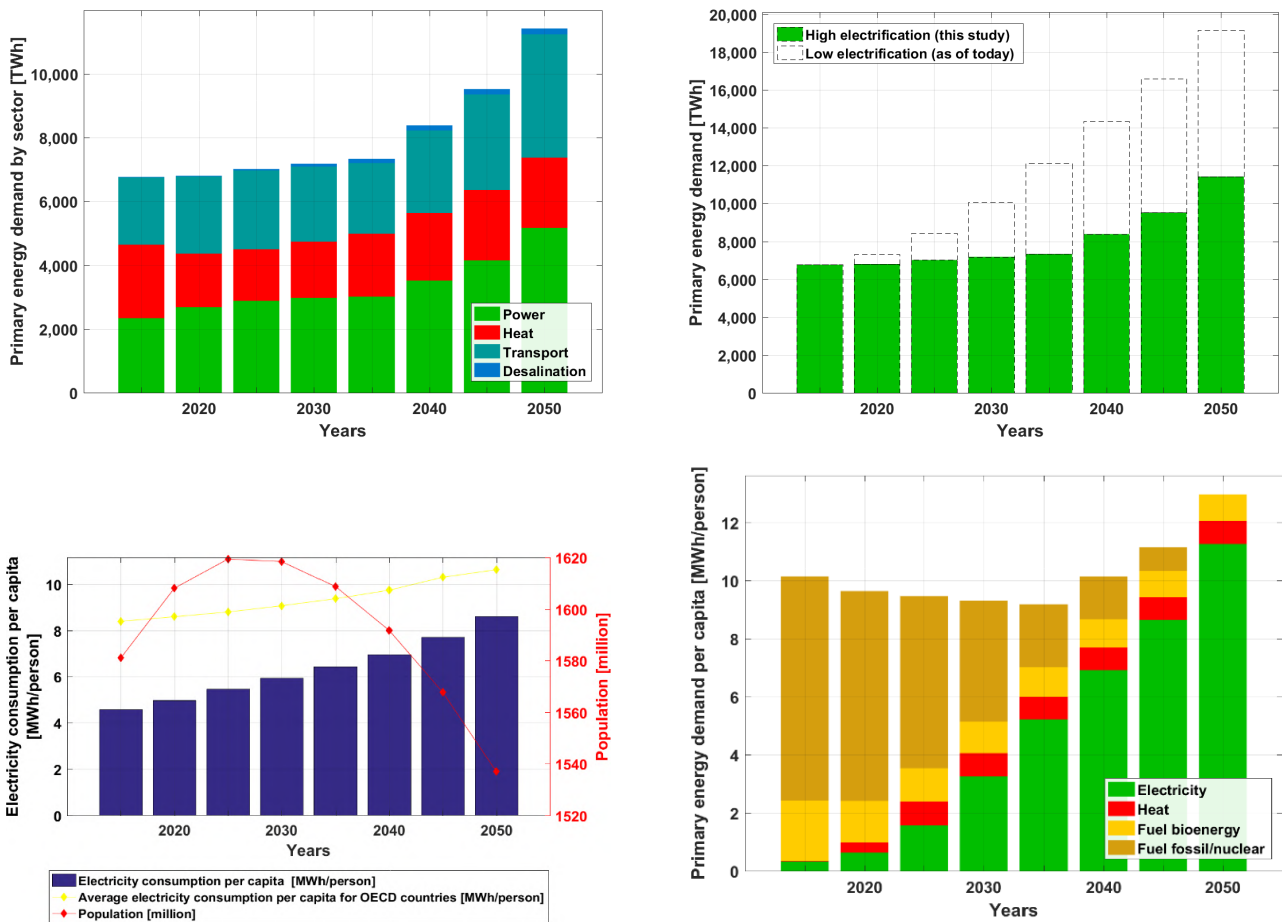 Primary energy demand by sector [TWh]
10,000
8,000
6,000
4,000
2,000
0
2020
2030
2040
2050
Years
Power
Heat
Transport
Desalination
Primary energy demand [TWh]
20,000
18,000
16,000
14,000
12,000
10,000
8,000
6,000
4,000
2,000
0
2020
2030
2040
2050
Years
High electrification (this study)
Low electrification (as of today)
Electricity consumption per capita
[MWh/person]
10
8
6
4
2
0
2020
2030
2040
2050
Years
1620
1600
1580
1560
1540
1520
Population [million]
Electricity consumption per capita [MWh/person]
Average electricity consumption per capita for OECD countries [MWh/person]
Population [million]
Primary energy demand per capita [MWh/person]
12
10
8
6
4
2
0
2020
2030
2040
2050
Years
Electricity
Heat
Fuel bioenergy
Fuel fossil/nuclear